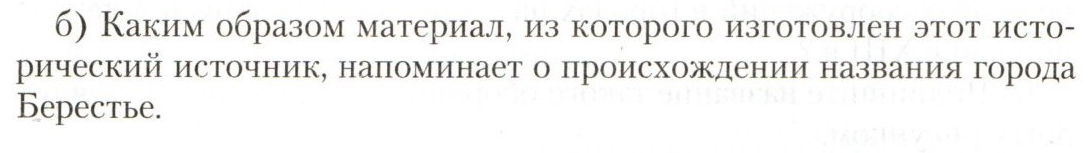 б) Каким образом материал, из которого изготовлен этот исто-
рический источник, напоминает о происхождении названия города
Берестье.